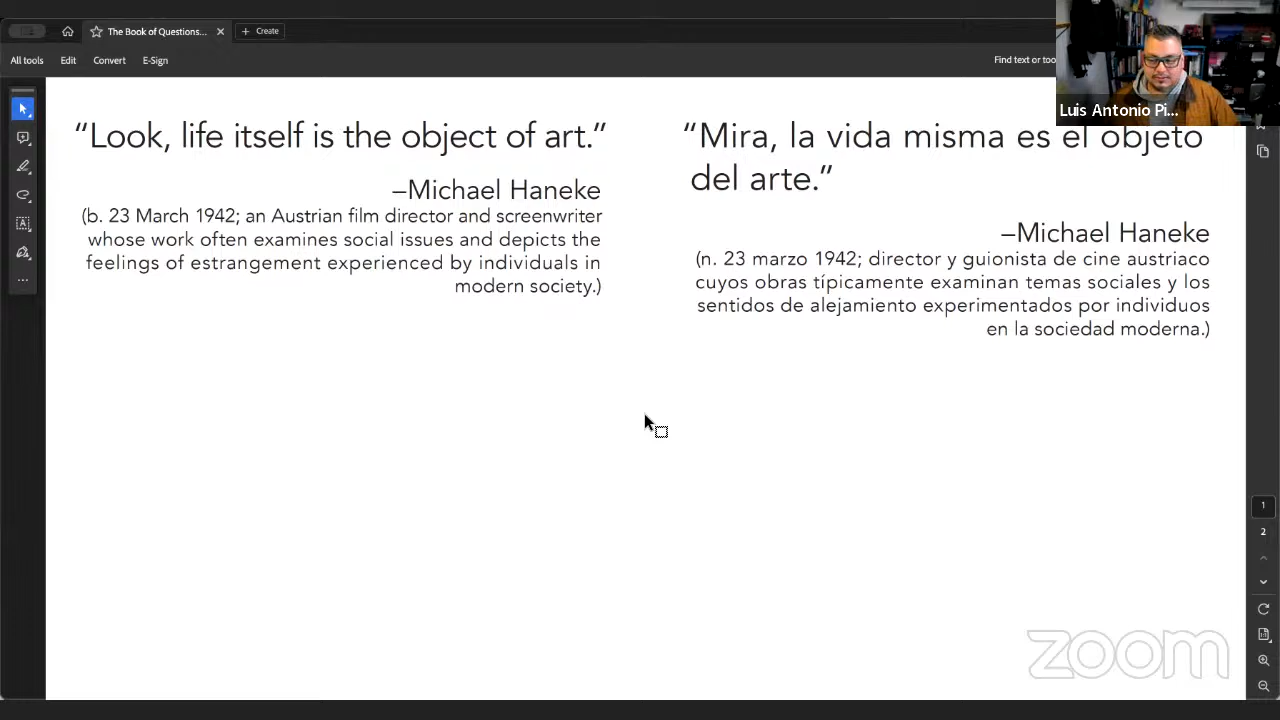 The Book of Questions...
Create
All tools
Edit
Convert
E-Sign
Find text or too
Luis Antonio Pi...
“Look, life itself is the object of art.”
–Michael Haneke
(b. 23 March 1942; an Austrian film director and screenwriter
whose work often examines social issues and depicts the
feelings of estrangement experienced by individuals in
modern society.)
“Mira, la vida misma es el objeto
del arte.”
–Michael Haneke
(n. 23 marzo 1942; director y guionista de cine austriaco
cuyos obras típicamente examinan temas sociales y los
sentidos de alejamiento experimentados por individuos
en la sociedad moderna.)
1
2
zoom